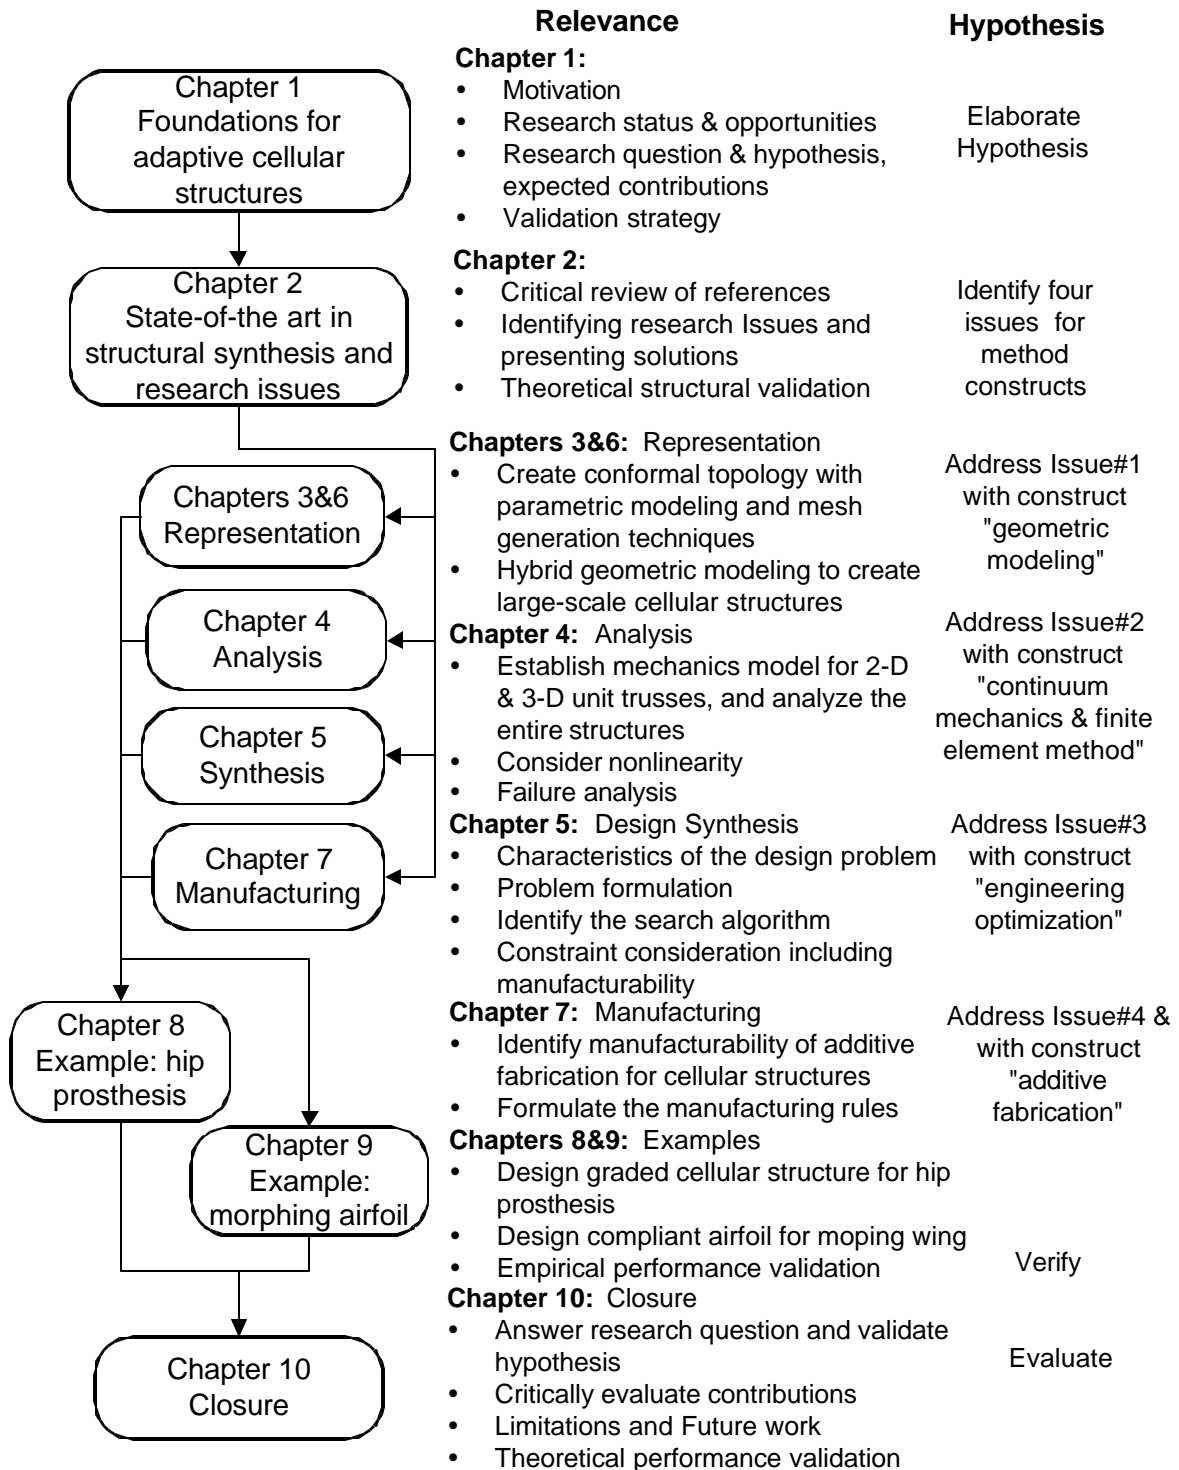 Relevance
Hypothesis
Chapter 1
Foundations for
adaptive cellular
structures
Chapter 2
State-of-the art in
structural synthesis and
research issues
Chapters 3&6
Representation
Chapter 4
Analysis
Chapter 5
Synthesis
Chapter 7
Manufacturing
Chapter 8
Example: hip
prosthesis
Chapter 9
Example:
morphing airfoil
Chapter 10
Closure
Chapter 1:
• Motivation
• Research status & opportunities
• Research question & hypothesis,
expected contributions
• Validation strategy
Chapter 2:
• Critical review of references
• Identifying research Issues and
presenting solutions
• Theoretical structural validation
Chapters 3&6: Representation
• Create conformal topology with
parametric modeling and mesh
generation techniques
• Hybrid geometric modeling to create
large-scale cellular structures
Chapter 4: Analysis
• Establish mechanics model for 2-D
& 3-D unit trusses, and analyze the
entire structures
• Consider nonlinearity
• Failure analysis
Chapter 5: Design Synthesis
• Characteristics of the design problem
• Problem formulation
• Identify the search algorithm
• Constraint consideration including
manufacturability
Chapter 7: Manufacturing
• Identify manufacturability of additive
fabrication for cellular structures
• Formulate the manufacturing rules
Chapters 8&9: Examples
• Design graded cellular structure for hip
prosthesis
• Design compliant airfoil for moping wing
• Empirical performance validation
Chapter 10: Closure
• Answer research question and validate
hypothesis
• Critically evaluate contributions
• Limitations and Future work
• Theoretical performance validation
Elaborate
Hypothesis
Identify four
issues for
method
constructs
Address Issue#1
with construct
"geometric
modeling"
Address Issue#2
with construct
"continuum
mechanics & finite
element method"
Address Issue#3
with construct
"engineering
optimization"
Address Issue#4 &
with construct
"additive
fabrication"
Verify
Evaluate